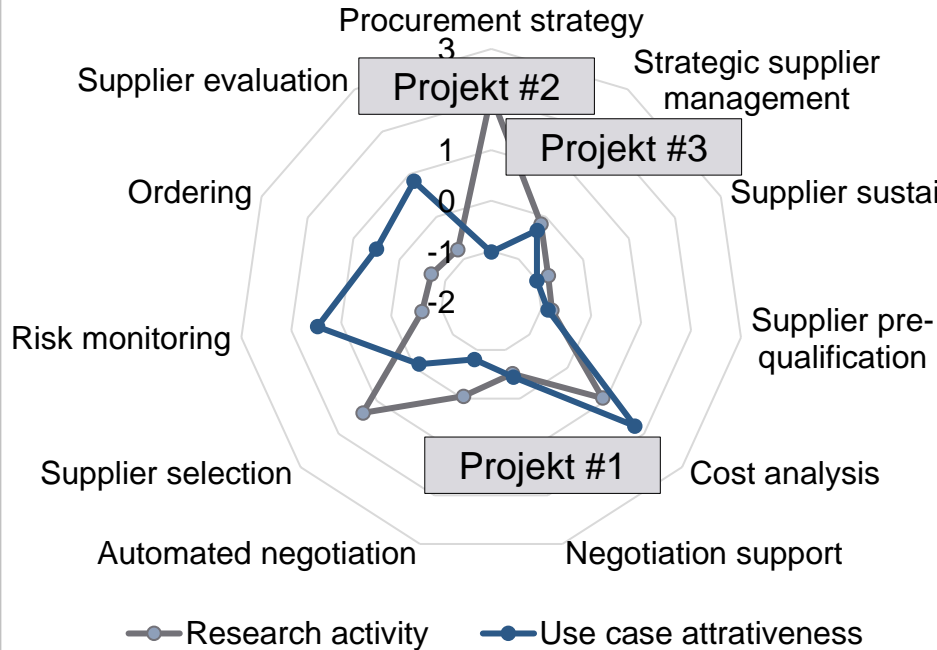 Procurement strategy
3
Supplier evaluation
Projekt #2
Strategic supplier
management
1
Projekt #3
Ordering
0
Supplier sustai
-1
-2
Risk monitoring
Supplier pre-
qualification
Supplier selection
Projekt #1
Cost analysis
Automated negotiation
Negotiation support
Research activity
Use case attrativeness